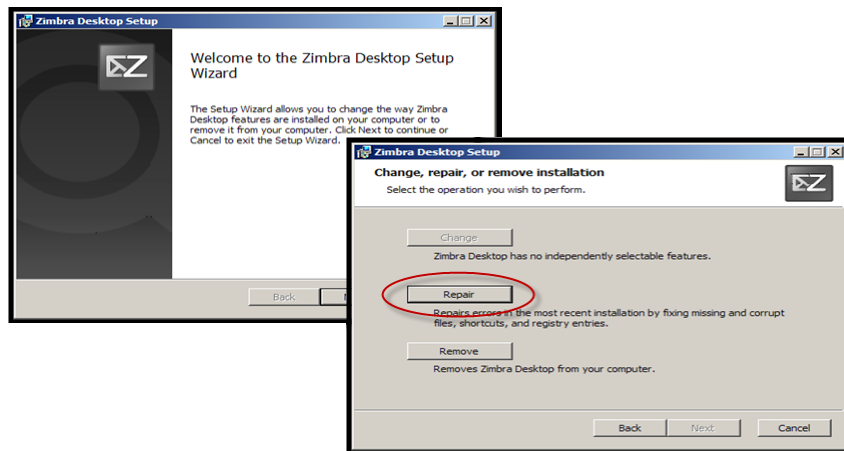 Zimbra Desktop Setup
Welcome to the Zimbra Desktop Setup
Wizard
The Setup Wizard allows you to change the way Zimbra
Desktop features are installed on your computer or to
remove it from your computer. Click Next to continue or
Cancel to exit the Setup Wizard.
Back
Zimbra Desktop Setup
Change, repair, or remove installation
Select the operation you wish to perform.
Z
Change
Zimbra Desktop has no independently selectable features.
Repair
Repairs errors in the most recent installation by fixing missing and corrupt
files, shortcuts, and registry entries.
Remove
Removes Zimbra Desktop from your computer.
Back Next Cancel